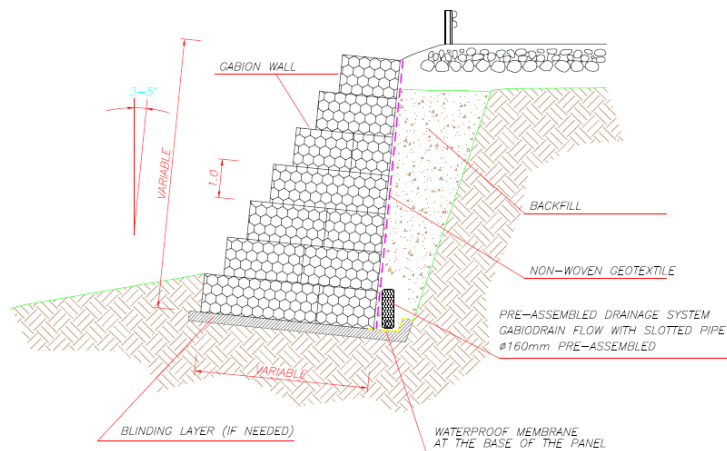 GABION WALL
3-5°
VARIABLE
1.0
BACKFILL
NON-WOVEN GEOTEXTILE
PRE-ASSEMBLED DRAINAGE SYSTEM
GABIODRAIN FLOW WITH SLOTTED PIPE
ø160mm PRE-ASSEMBLED
VARIABLE
BLINDING LAYER (IF NEEDED)
WATERPROOF MEMBRANE
AT THE BASE OF THE PANEL